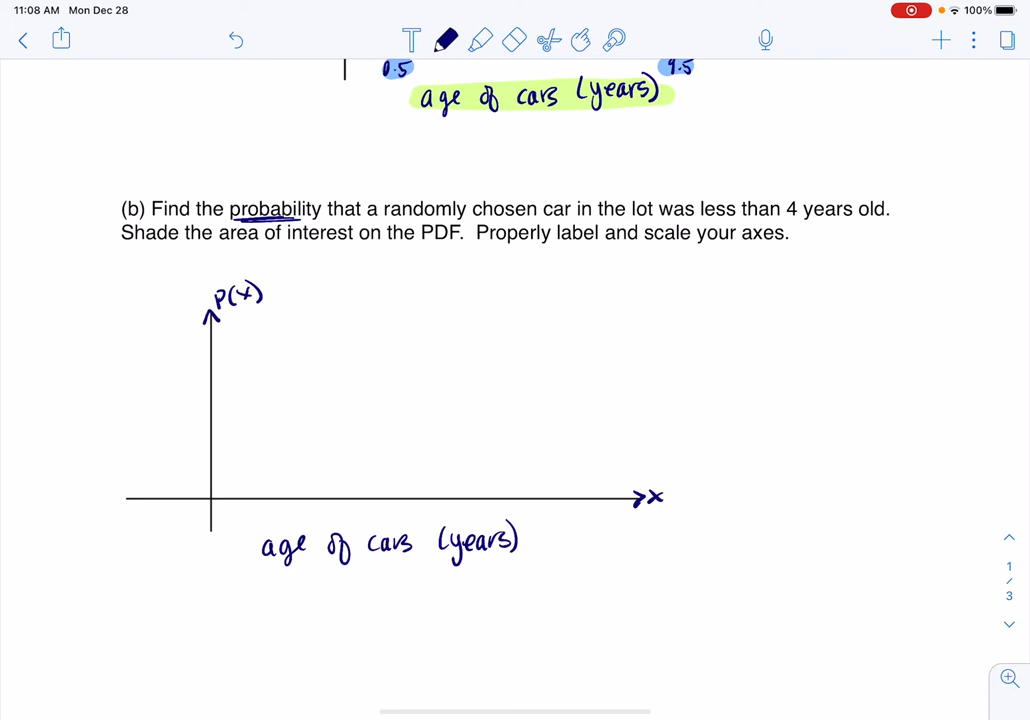 11:08 AM Mon Dec 28
100%
T
0.5 9.5
age of cars (years)
(b) Find the probability that a randomly chosen car in the lot was less than 4 years old.
Shade the area of interest on the PDF. Properly label and scale your axes.
P(x)
x
age of cars (years)
1
/
3